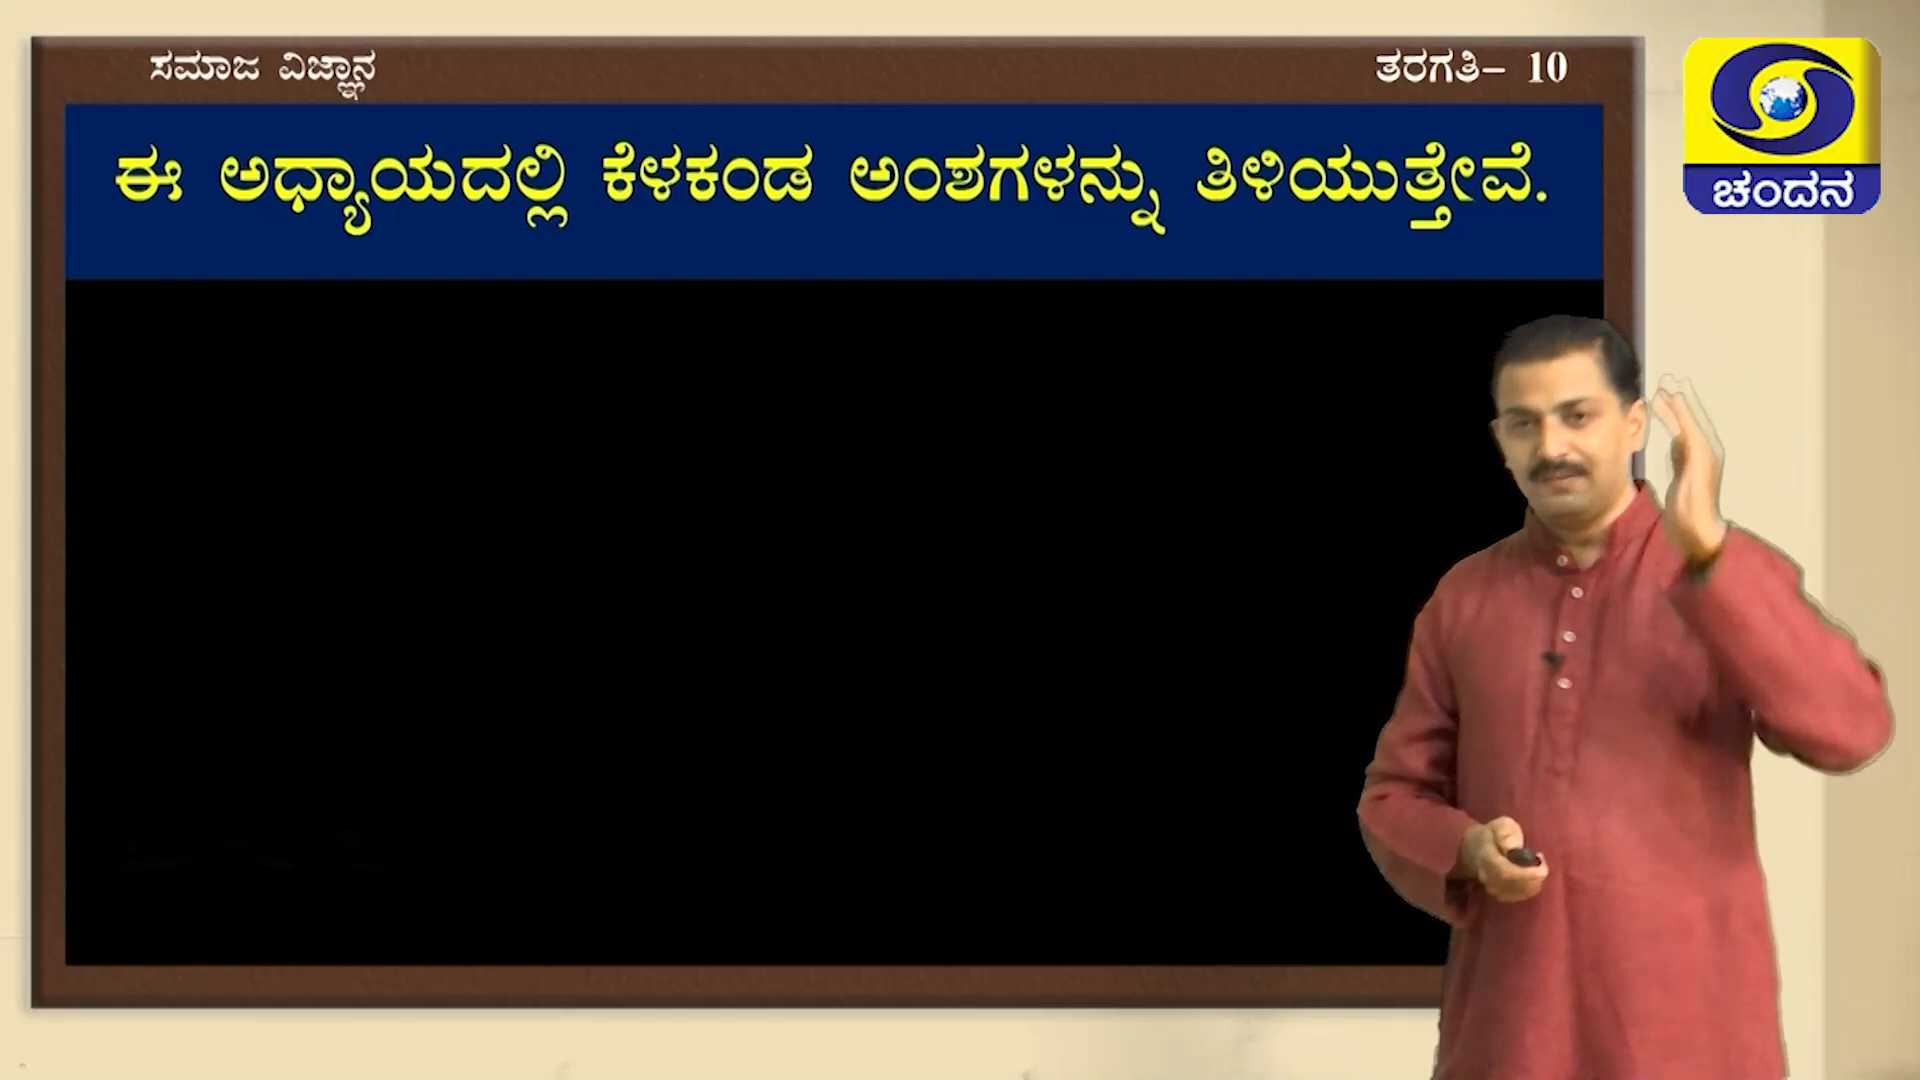 ಸಮಾಜ ವಿಜ್ಞಾನ
ತರಗತಿ– 10
ಈ ಅಧ್ಯಾಯದಲ್ಲಿ ಕೆಳಕಂಡ ಅಂಶಗಳನ್ನು ತಿಳಿಯುತ್ತೇವೆ.
ಚಂದನ